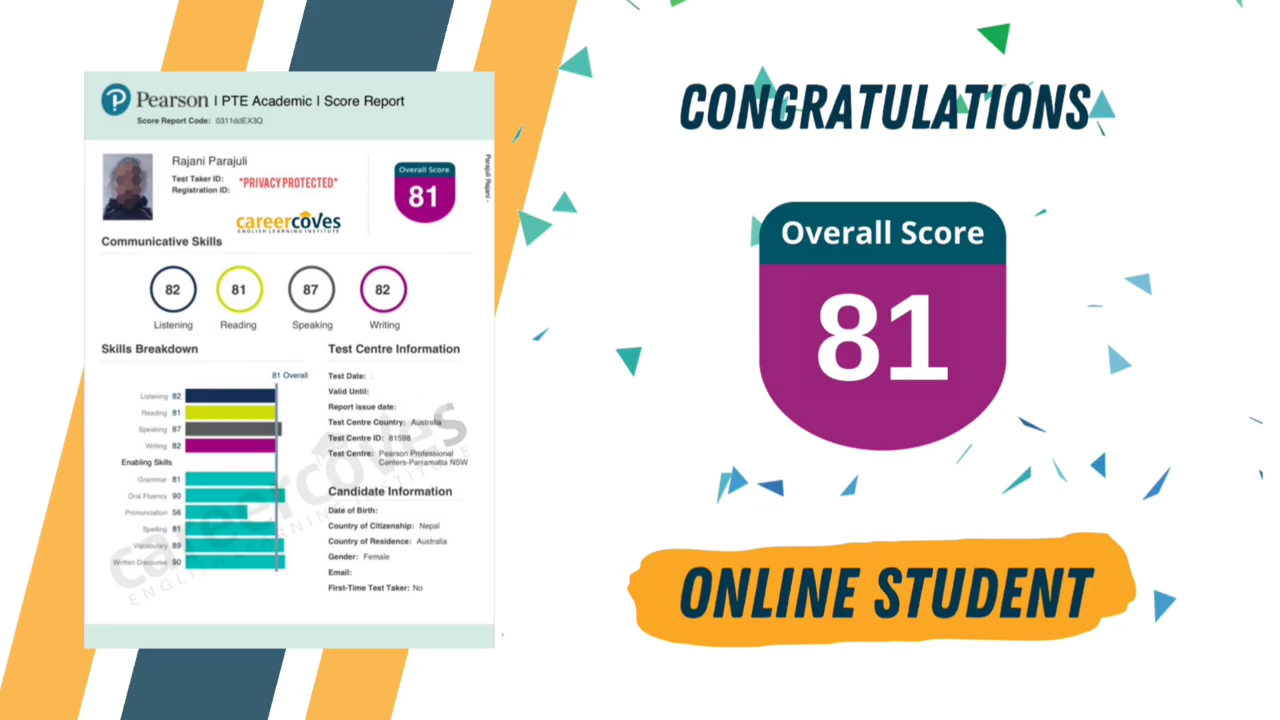 Pearson | PTE Academic | Score Report
Score Report Code: 0311ddEX3Q
Rajani Parajuli
Test Taker ID:
Registration ID:
*PRIVACY PROTECTED*
careercoves
ENGLISH LEARNING INSTITUTE
Overall Score
81
Parajuli Rajani -
Communicative Skills
82 81 87 82
Listening Reading Speaking Writing
Skills Breakdown
81 Overall
Listening 82
Reading 81
Speaking 87
Writing 82
Enabling Skills
Grammar 81
Oral Fluency 90
Pronunciation 56
Spelling 81
Vocabulary 89
Written Discourse 90
Test Centre Information
Test Date:
Valid Until:
Report issue date:
Test Centre Country: Australia
Test Centre ID: 81598
Test Centre: Pearson Professional
Centers-Parramatta NSW
Candidate Information
Date of Birth:
Country of Citizenship: Nepal
Country of Residence: Australia
Gender: Female
Email:
First-Time Test Taker: No
careercoves
ENGLISH LEARNING INSTITUTE
CONGRATULATIONS
Overall Score
81
ONLINE STUDENT